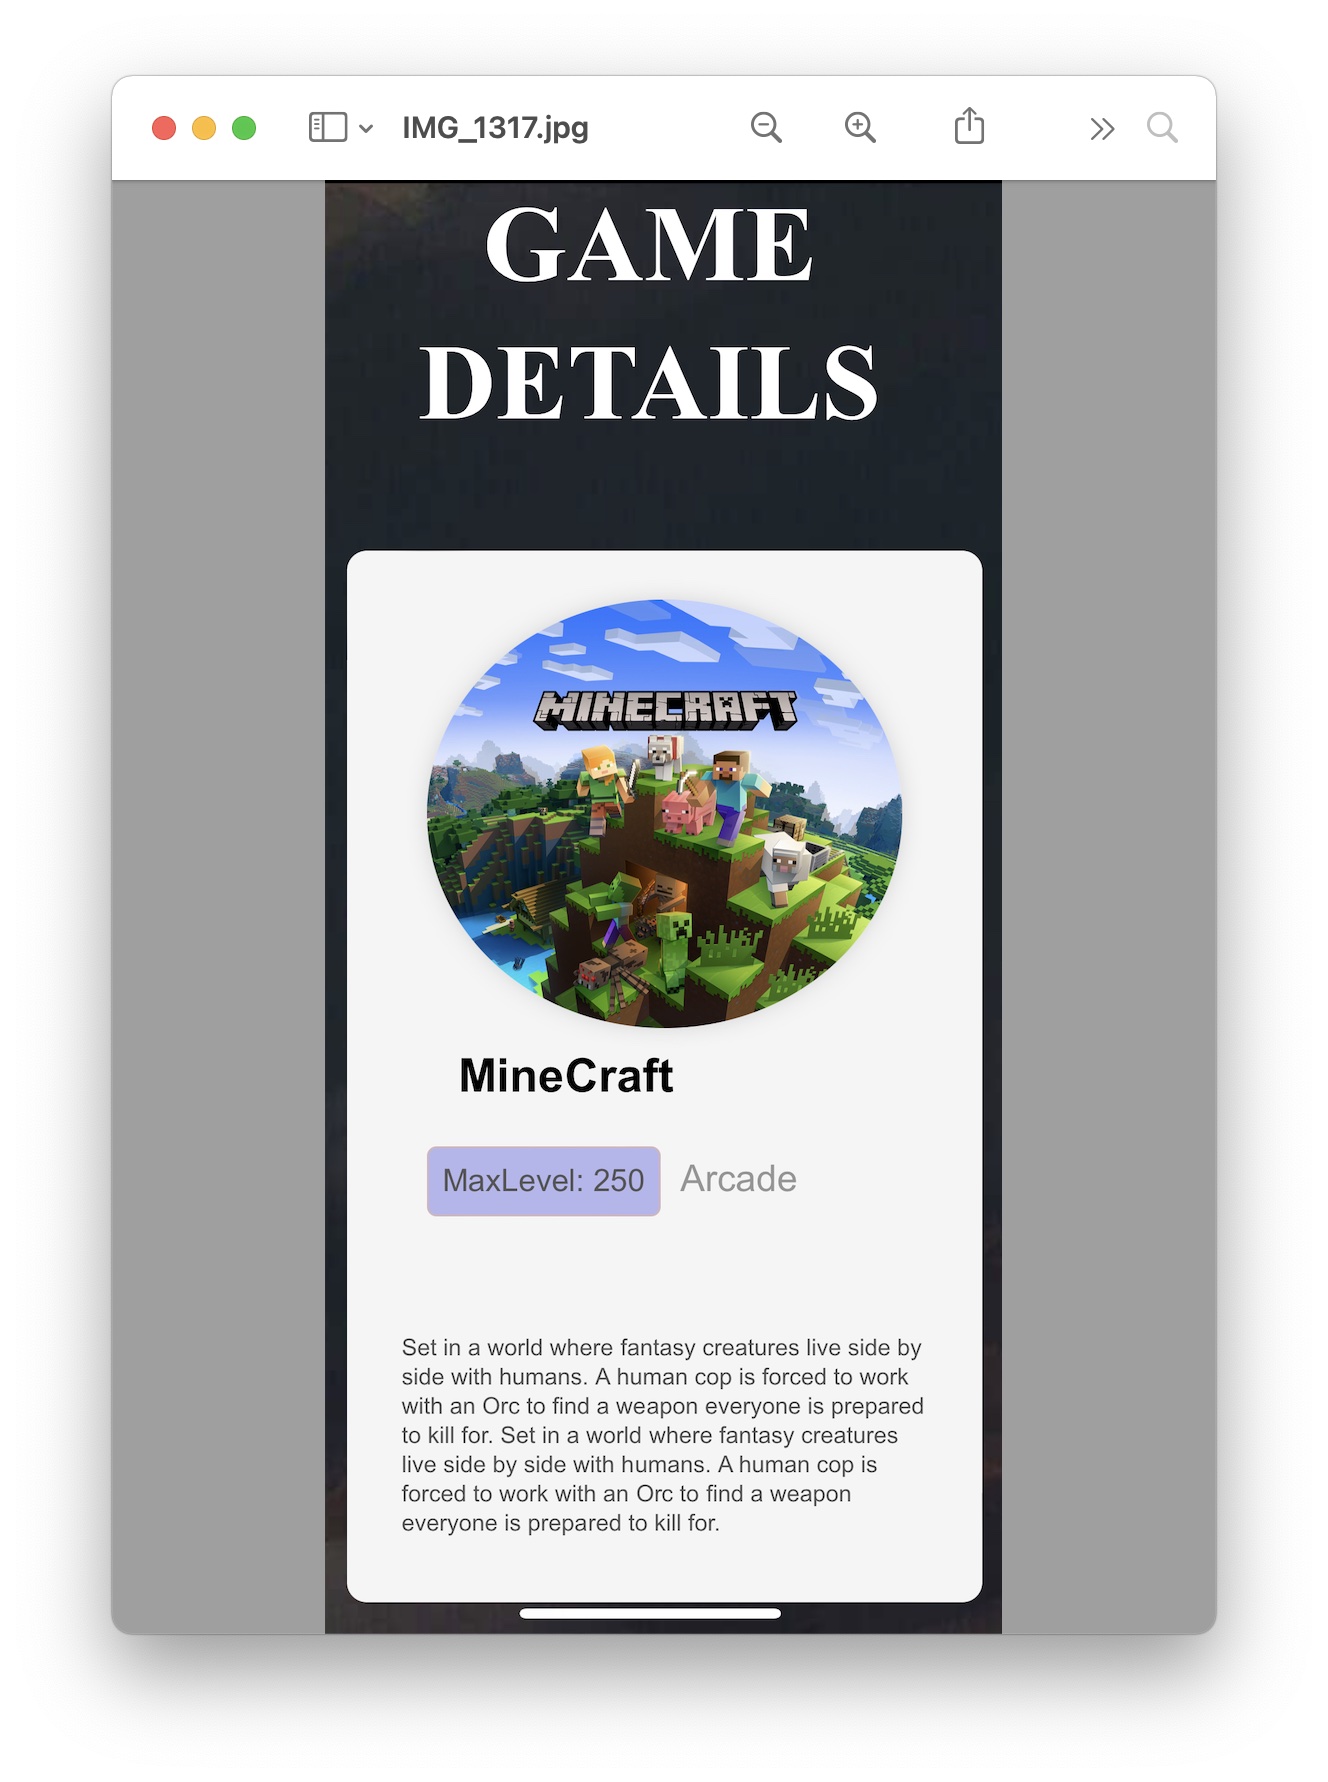 IMG_1317.jpg
GAME
DETAILS
MINECRAFT
MineCraft
MaxLevel: 250 Arcade
Set in a world where fantasy creatures live side by
side with humans. A human cop is forced to work
with an Orc to find a weapon everyone is prepared
to kill for. Set in a world where fantasy creatures
live side by side with humans. A human cop is
forced to work with an Orc to find a weapon
everyone is prepared to kill for.